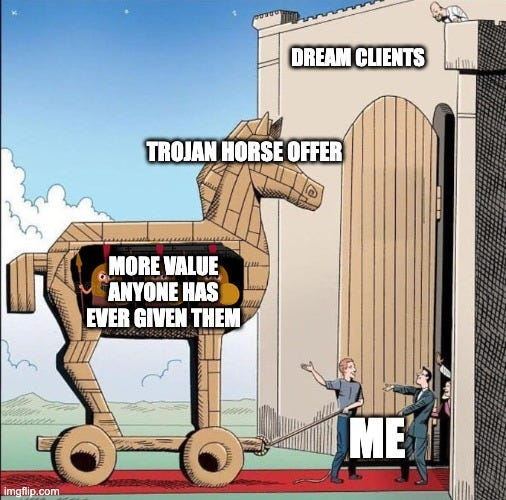 DREAM CLIENTS
TROJAN HORSE OFFER
MORE VALUE
ANYONE HAS
EVER GIVEN THEM
ME
imgflip.com